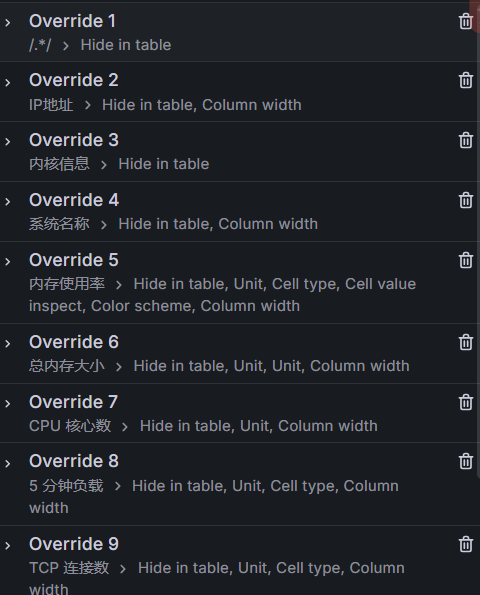 Override 1
/.*/ > Hide in table
Override 2
IP地址 > Hide in table, Column width
Override 3
内核信息 > Hide in table
Override 4
系统名称 > Hide in table, Column width
Override 5
内存使用率 > Hide in table, Unit, Cell type, Cell value
inspect, Color scheme, Column width
Override 6
总内存大小 > Hide in table, Unit, Unit, Column width
Override 7
CPU 核心数 > Hide in table, Unit, Column width
Override 8
5 分钟负载 > Hide in table, Unit, Cell type, Column
width
Override 9
TCP 连接数 > Hide in table, Unit, Cell type, Column
width